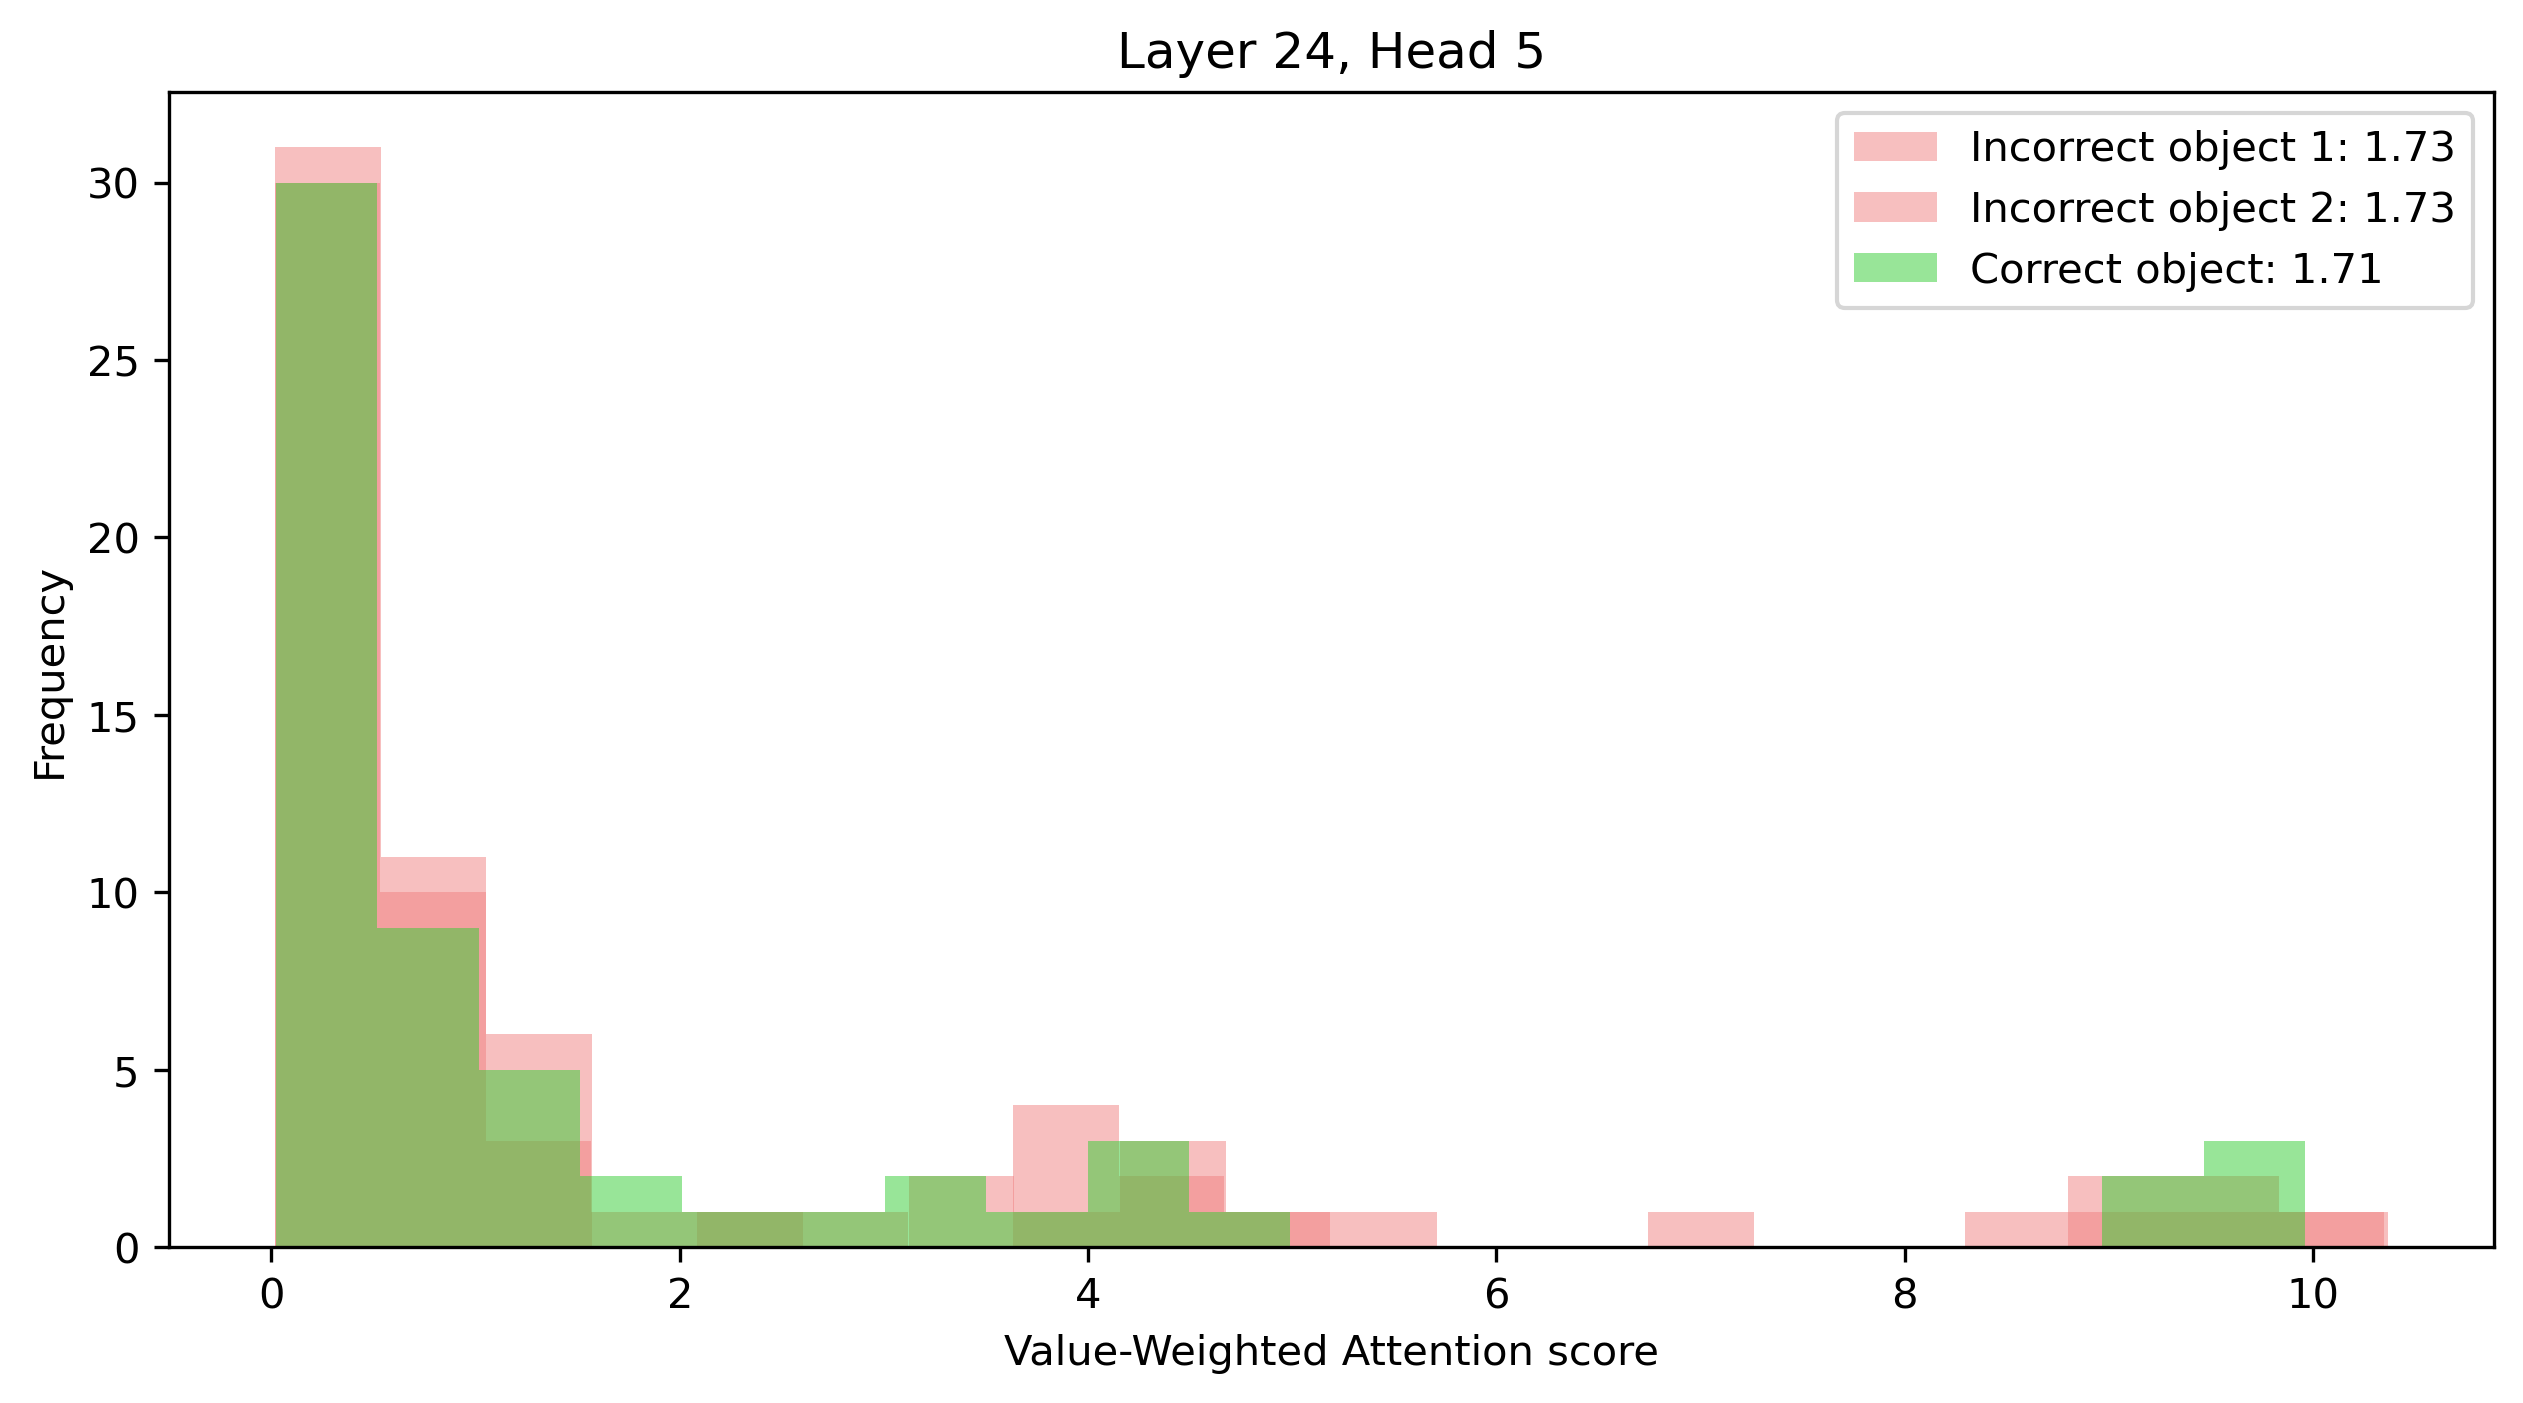 Layer 24, Head 5
Incorrect object 1: 1.73
Incorrect object 2: 1.73
Correct object: 1.71
Frequency
30
25
20
15
10
5
0
0 2 4 6 8 10
Value-Weighted Attention score